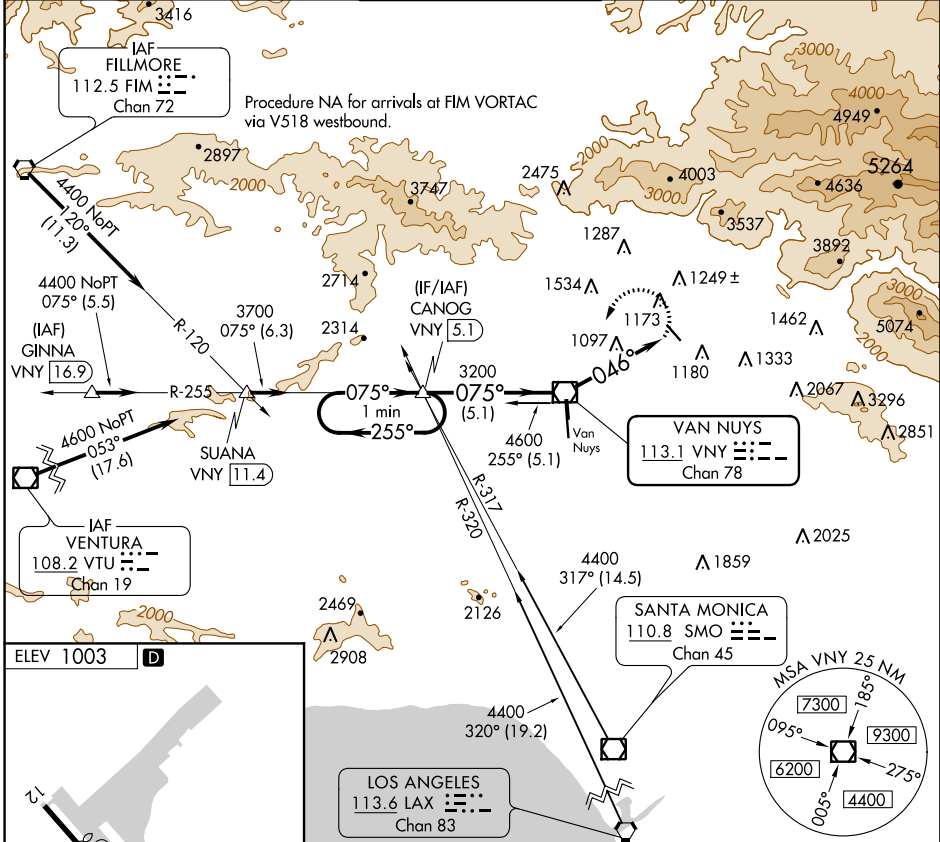 3416
IAF
FILLMORE
112.5 FIM
Chan 72
Procedure NA for arrivals at FIM VORTAC
via V518 westbound.
3000
4000
4949
2897
2000
3747
2475
2000
4003
3000
4636
5264
3537
3892
4400 NoPT
120°
(11.3)
1287
2714
1534
1249 ±
3000
5074
4400 NoPT
075° (5.5)
R-120
3700
075° (6.3)
(IF/IAF)
CANOG
VNY 5.1
1173
1462
(IAF)
GINNA
VNY 16.9
2314
1097
046°
1180
1333
R-255
075°
1 min
255°
3200
075°
(5.1)
4600
255° (5.1)
Van
Nuys
2067
3296
2851
4600 NoPT
053°
(17.6)
SUANA
VNY 11.4
VAN NUYS
113.1 VNY
Chan 78
R-317
R-320
IAF
VENTURA
108.2 VTU
Chan 19
2025
1859
4400
317° (14.5)
2000
2469
2908
2126
SANTA MONICA
110.8 SMO
Chan 45
ELEV 1003 D
MSA VNY 25 NM
7300
185°
095°
9300
6200
275°
005°
4400
4400
320° (19.2)
LOS ANGELES
113.6 LAX
Chan 83
12